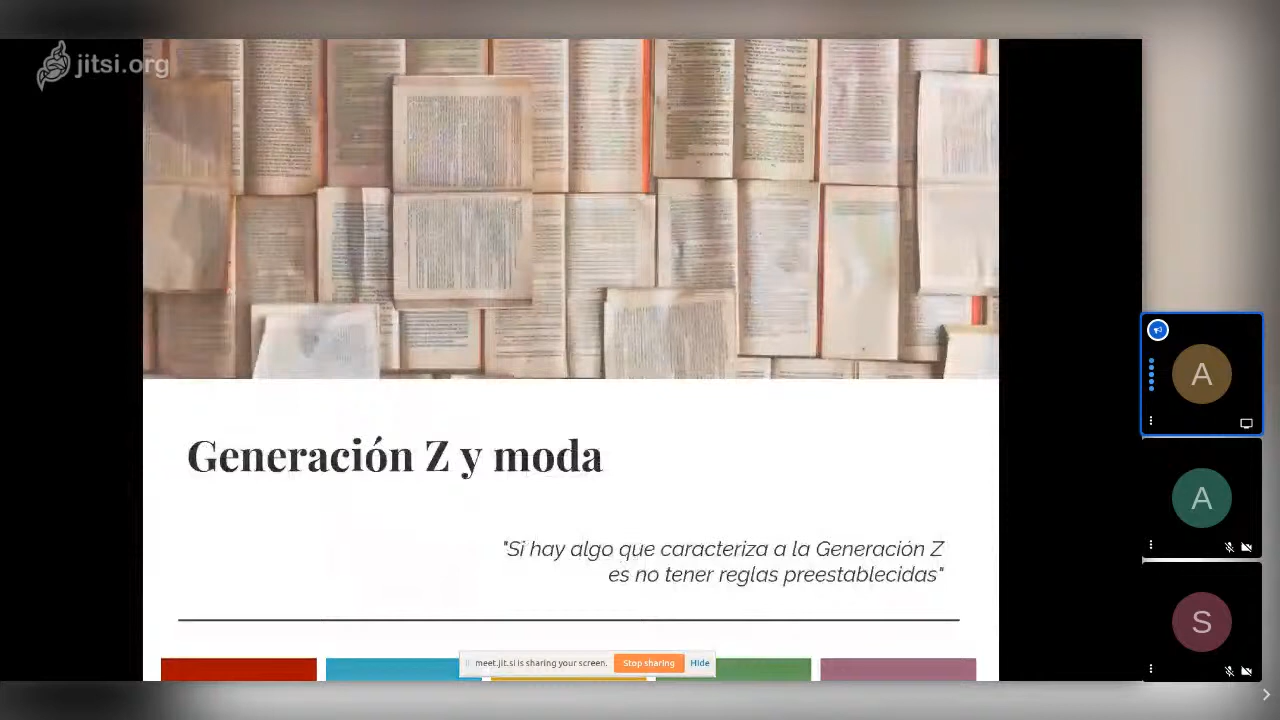 jitsi.org
Generación Z y moda
"Si hay algo que caracteriza a la Generación Z
es no tener reglas preestablecidas"
meet.jit.si is sharing your screen. Stop sharing Hide
A
A
S